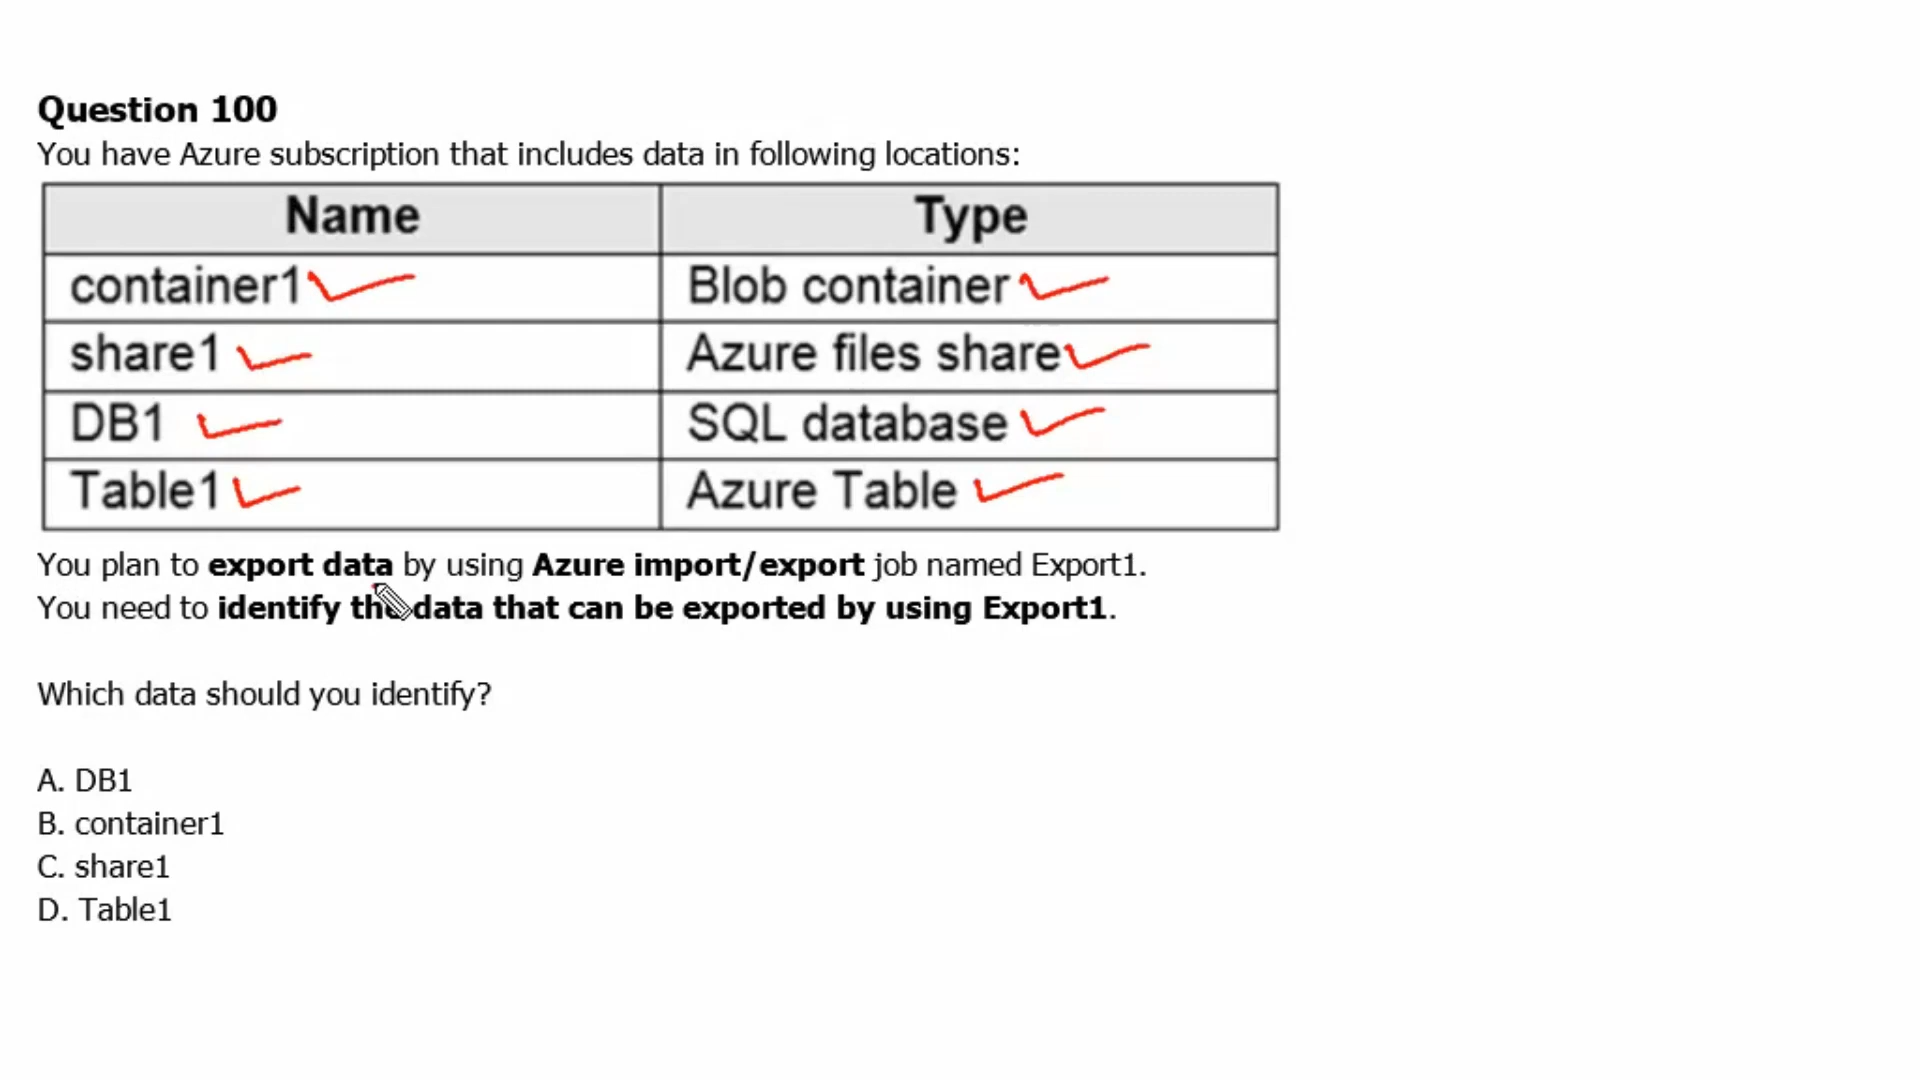 Question 100
You have Azure subscription that includes data in following locations:
Name Type
container1 Blob container
share1 Azure files share
DB1 SQL database
Table1 Azure Table
You plan to export data by using Azure import/export job named Export1.
You need to identify the data that can be exported by using Export1.
Which data should you identify?
A. DB1
B. container1
C. share1
D. Table1